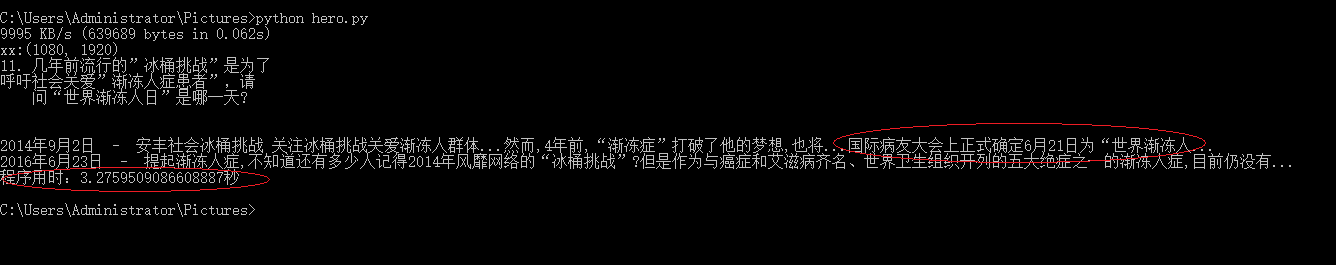 C:\Users\Administrator\Pictures>python hero.py
9995 KB/s (639689 bytes in 0.062s)
xx:(1080, 1920)
11. 几年前流行的”冰桶挑战”是为了
呼吁社会关爱”渐冻人症患者”, 请
问“世界渐冻人日”是哪一天?
2014年9月2日 - 安丰社会冰桶挑战 关注冰桶挑战关爱渐冻人群体...然而,4年前,“渐冻症”打破了他的梦想,也将...国际病友大会上正式确定6月21日为“世界渐冻人...
2016年6月23日 - 提起渐冻人症,不知道还有多少人记得2014年风靡网络的“冰桶挑战”?但是作为与癌症和艾滋病齐名、世界卫生组织开列的五大绝症之一的渐冻人症,目前仍没有...
程序用时: 3.2759509086608887秒
C:\Users\Administrator\Pictures>